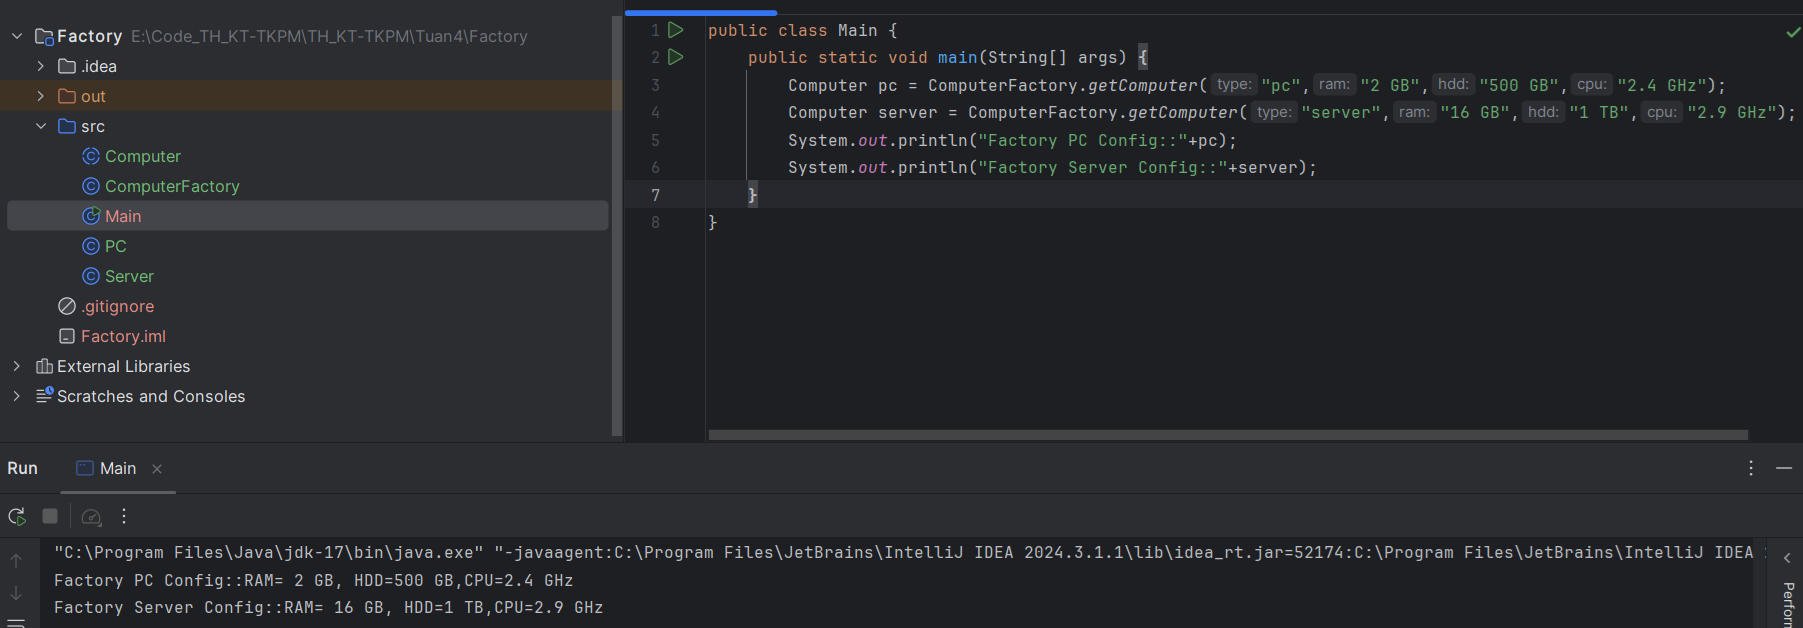 Factory E:\Code_TH_KT-TKPM\TH_KT-TKPM\Tuan4\Factory
.idea
out
src
Computer
ComputerFactory
Main
PC
Server
.gitignore
Factory.iml
External Libraries
Scratches and Consoles
1 public class Main {
2 public static void main(String[] args) {
3 Computer pc = ComputerFactory.getComputer( type: "pc", ram: "2 GB", hdd: "500 GB", cpu: "2.4 GHz");
4 Computer server = ComputerFactory.getComputer( type: "server", ram: "16 GB", hdd: "1 TB", cpu: "2.9 GHz");
5 System.out.println("Factory PC Config::"+pc);
6 System.out.println("Factory Server Config::"+server);
7 }
8 }
Run Main
"C:\Program Files\Java\jdk-17\bin\java.exe" "-javaagent:C:\Program Files\JetBrains\IntelliJ IDEA 2024.3.1.1\lib\idea_rt.jar=52174:C:\Program Files\JetBrains\IntelliJ IDEA
Factory PC Config::RAM= 2 GB, HDD=500 GB,CPU=2.4 GHz
Factory Server Config::RAM= 16 GB, HDD=1 TB,CPU=2.9 GHz